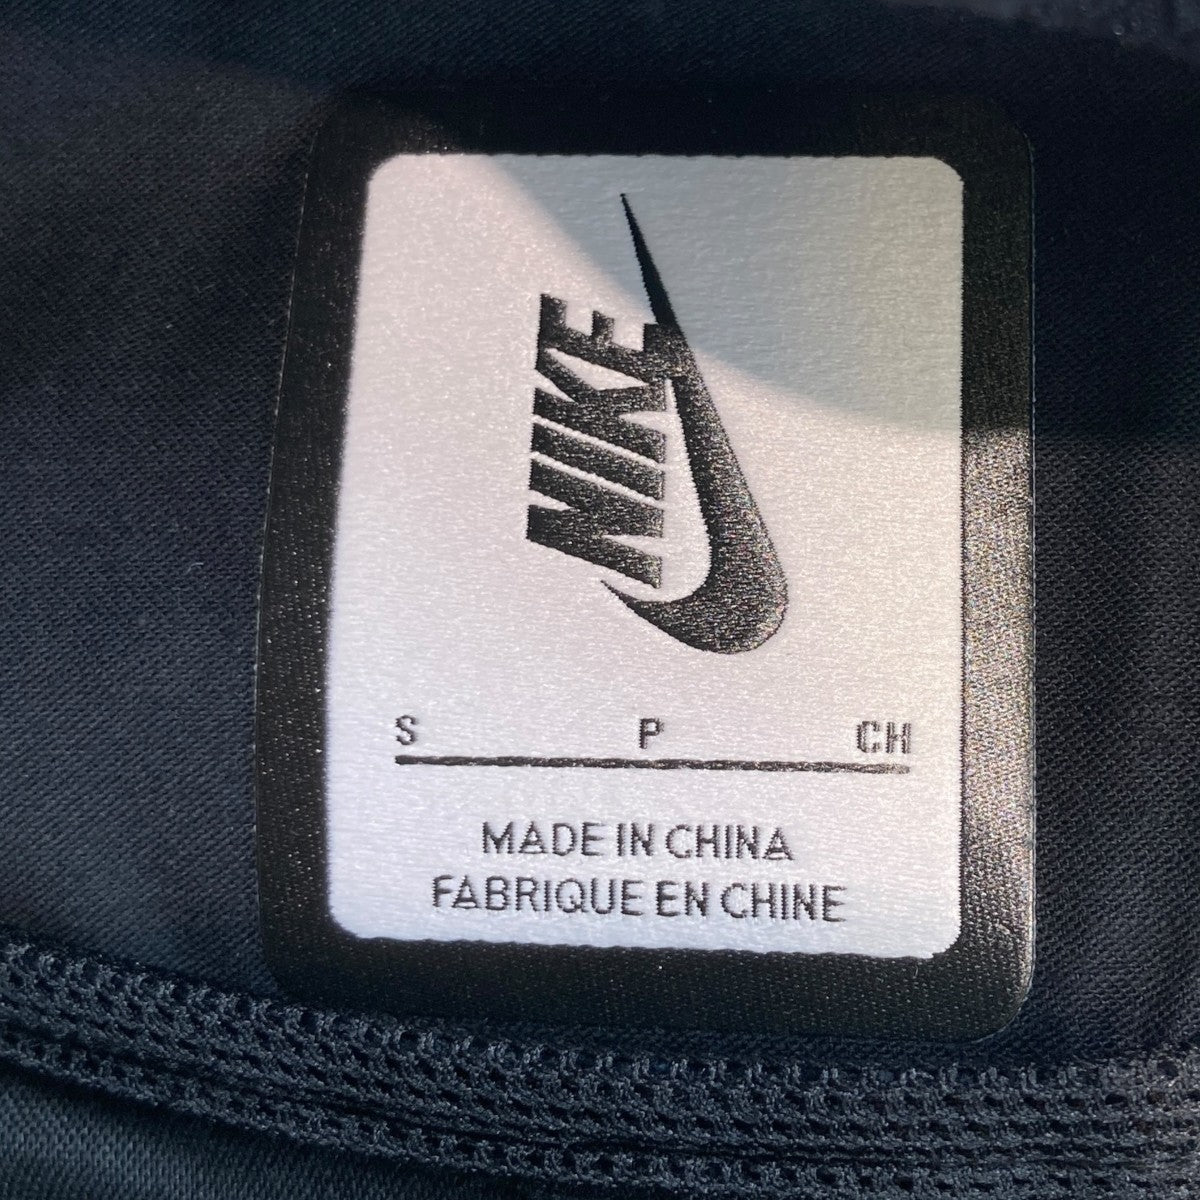 NIKE
S P CH
MADE IN CHINA
FABRIQUE EN CHINE